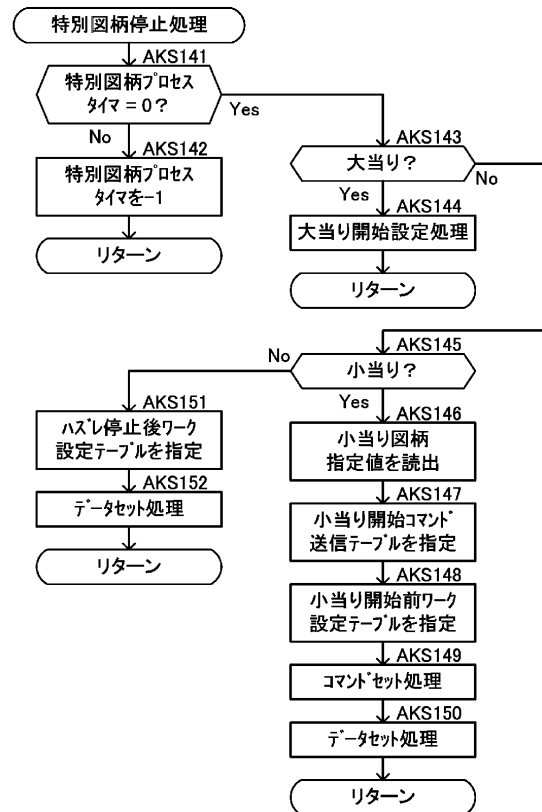 特別図柄停止処理
AKS141
特別図柄プロセス
タイマ = 0？
Yes
No
AKS142
特別図柄プロセス
タイマを-1
リターン
AKS143
大当り？
No
Yes
AKS144
大当り開始設定処理
リターン
AKS145
小当り？
No
Yes
AKS151
ハズレ停止後ワーク
設定テーブルを指定
AKS152
データセット処理
リターン
AKS146
小当り図柄
指定値を読出
AKS147
小当り開始コマンド
送信テーブルを指定
AKS148
小当り開始前ワーク
設定テーブルを指定
AKS149
コマンドセット処理
AKS150
データセット処理
リターン